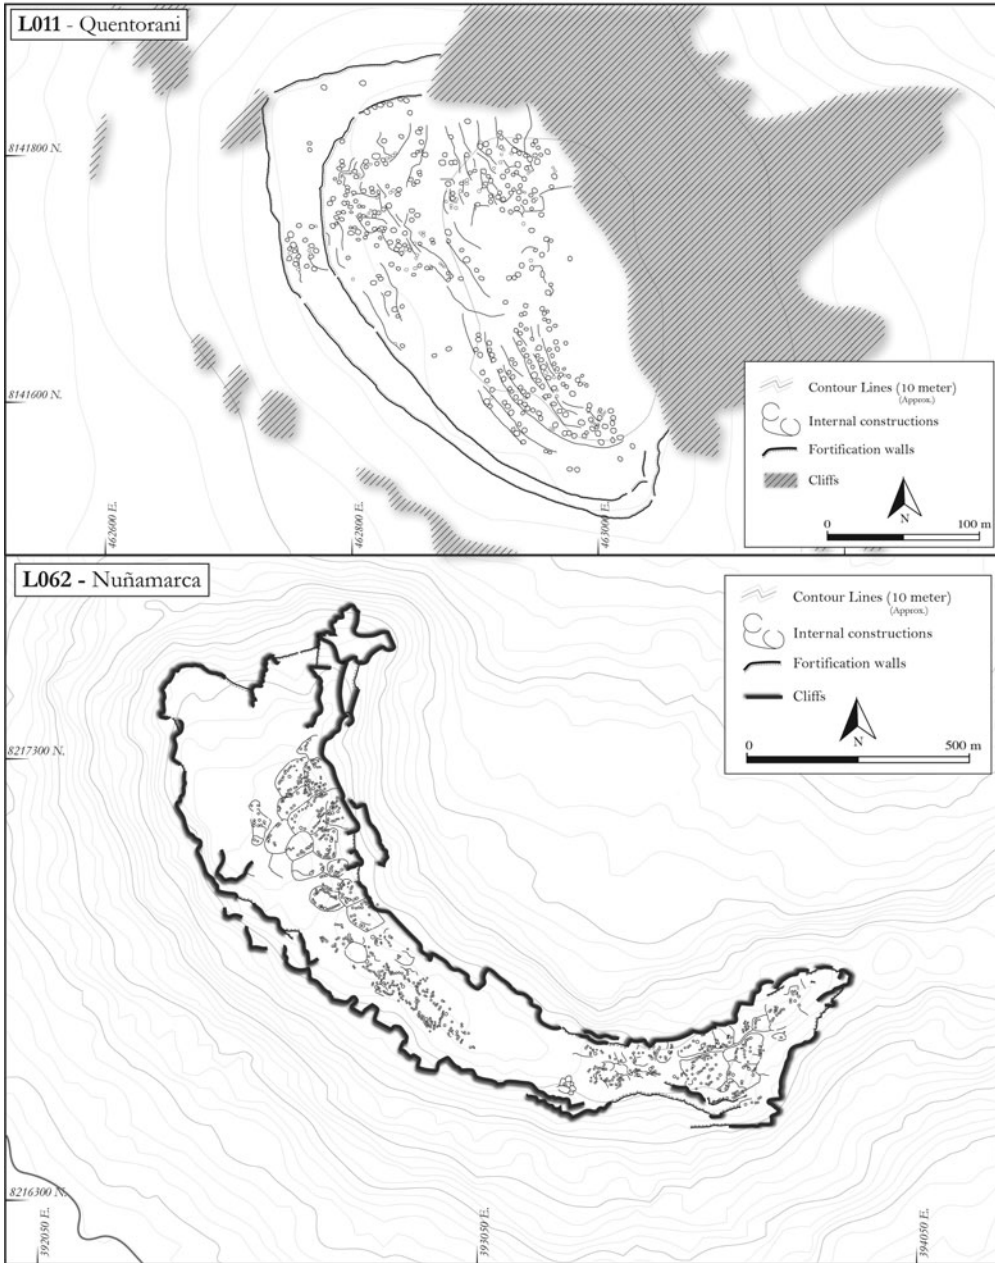 L011 - Quentorani
8141800 N.
8141600 N.
462600 E.
462800 E.
463000 E.
Contour Lines (10 meter)
(Approx.)
Internal constructions
Fortification walls
Cliffs
N
0 100 m
L062 - Nuñamarca
Contour Lines (10 meter)
(Approx.)
Internal constructions
Fortification walls
Cliffs
N
0 500 m
8217300 N.
8216300 N.
392050 E.
393050 E.
394050 E.